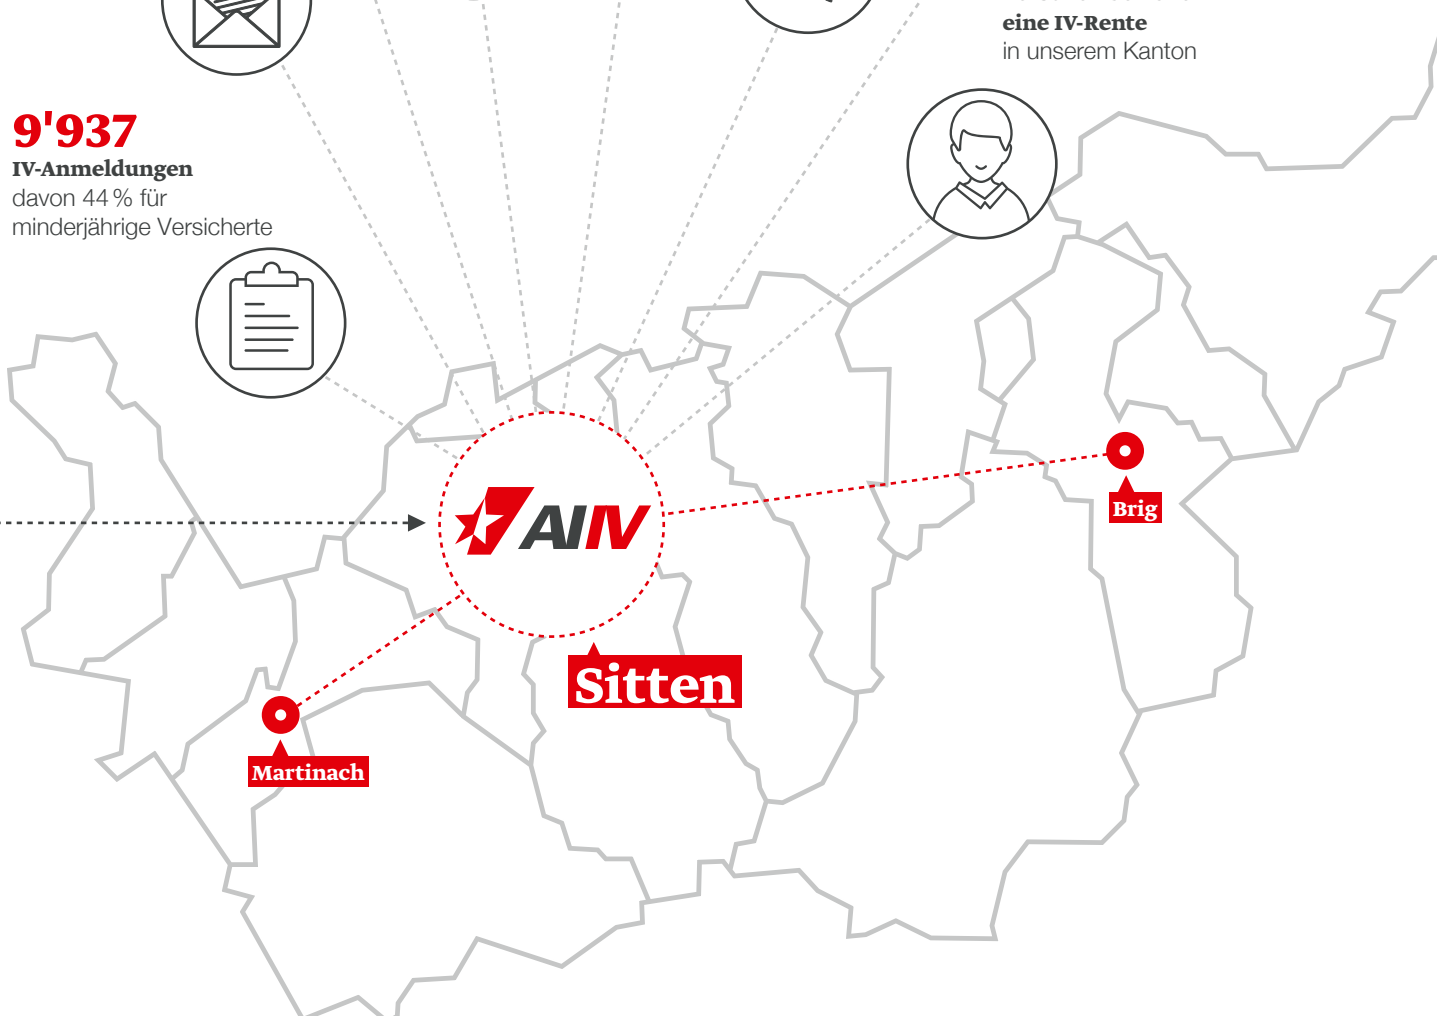 eine IV-Rente
in unserem Kanton
9'937
IV-Anmeldungen
davon 44 % für
minderjährige Versicherte
AIIV
Brig
Sitten
Martinach